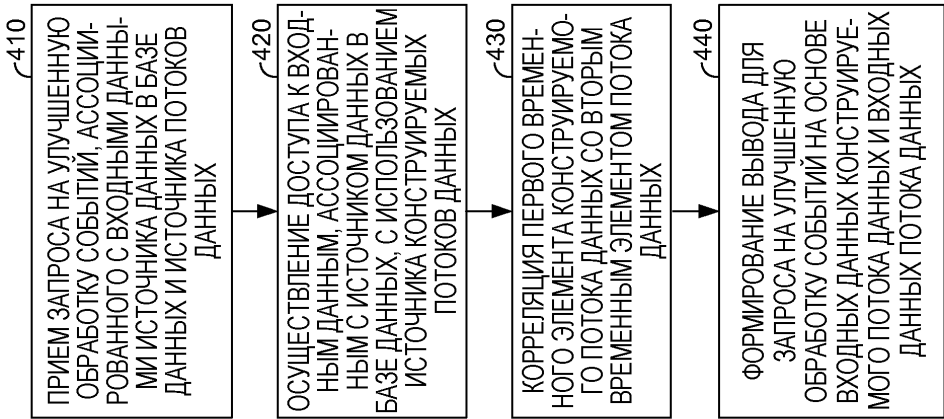 410
ПРИЕМ ЗАПРОСА НА УЛУЧШЕННУЮ
ОБРАБОТКУ СОБЫТИЙ, АССОЦИИ-
РОВАННОГО С ВХОДНЫМИ ДАННЫ-
МИ ИСТОЧНИКА ДАННЫХ В БАЗЕ
ДАННЫХ И ИСТОЧНИКА ПОТОКОВ
ДАННЫХ
420
ОСУЩЕСТВЛЕНИЕ ДОСТУПА К ВХОД-
НЫМ ДАННЫМ, АССОЦИИРОВАН-
НЫМ С ИСТОЧНИКОМ ДАННЫХ В
БАЗЕ ДАННЫХ, С ИСПОЛЬЗОВАНИЕМ
ИСТОЧНИКА КОНСТРУИРУЕМЫХ
ПОТОКОВ ДАННЫХ
430
КОРРЕЛЯЦИЯ ПЕРВОГО ВРЕМЕН-
НОГО ЭЛЕМЕНТА КОНСТРУИРУЕМО-
ГО ПОТОКА ДАННЫХ СО ВТОРЫМ
ВРЕМЕННЫМ ЭЛЕМЕНТОМ ПОТОКА
ДАННЫХ
440
ФОРМИРОВАНИЕ ВЫВОДА ДЛЯ
ЗАПРОСА НА УЛУЧШЕННУЮ
ОБРАБОТКУ СОБЫТИЙ НА ОСНОВЕ
ВХОДНЫХ ДАННЫХ КОНСТРУИРУЕ-
МОГО ПОТОКА ДАННЫХ И ВХОДНЫХ
ДАННЫХ ПОТОКА ДАННЫХ